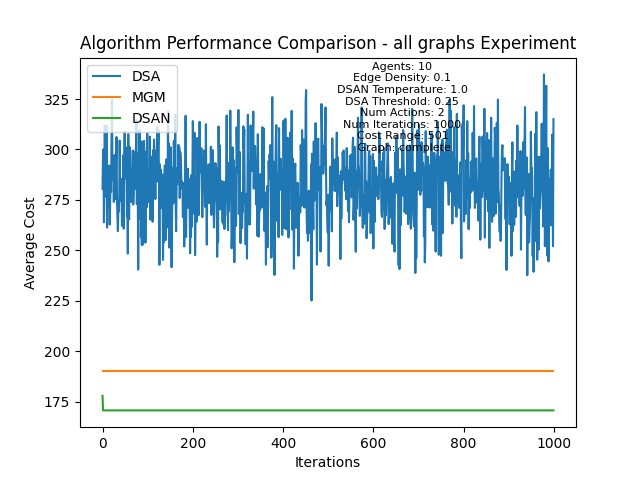 Algorithm Performance Comparison - all graphs Experiment
DSA
MGM
DSAN
Agents: 10
Edge Density: 0.1
DSAN Temperature: 1.0
DSA Threshold: 0.25
Num Actions: 2
Num Iterations: 1000
Cost Range: 501
Graph: complete
Average Cost
325
300
275
250
225
200
175
0 200 400 600 800 1000
Iterations